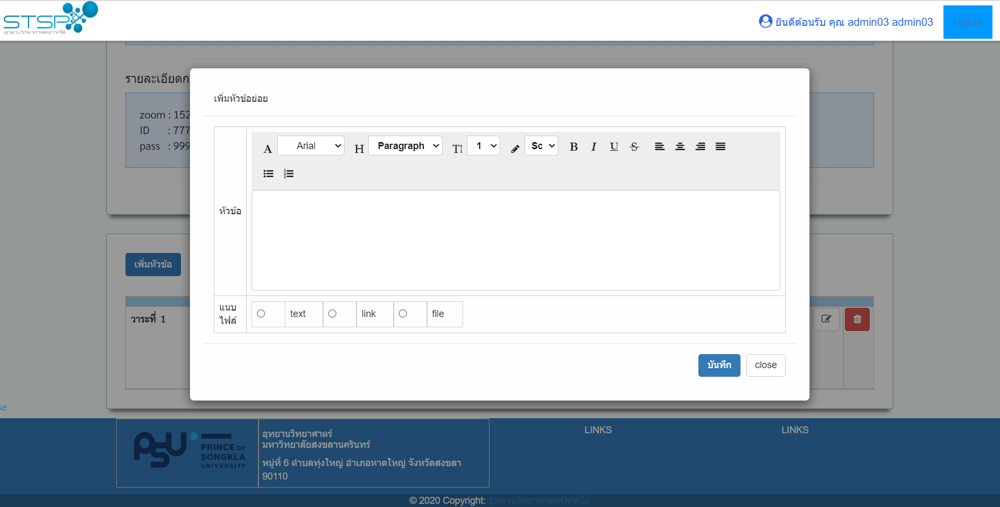 STSP
อุทยานวิทยาศาสตร์ภาคใต้
ยินดีต้อนรับ คุณ admin03 admin03
Logout
รายละเอียดก
zoom : 152
ID : 777
pass : 999
เพิ่มหัวข้อย่อย
A Arial H Paragraph T 1 Sc B I U S
หัวข้อ
แนบ
ไฟล์
text link file
บันทึก close
เพิ่มหัวข้อ
วาระที่ 1
se
PSU
PRINCE OF
SONGKLA
UNIVERSITY
อุทยานวิทยาศาตร์
มหาวิทยาลัยสงขลานครินทร์
หมู่ที่ 6 ตำบลทุ่งใหญ่ อำเภอหาดใหญ่ จังหวัดสงขลา
90110
LINKS
LINKS
© 2020 Copyright: อุทยานวิทยาศาสตร์ภาคใต้